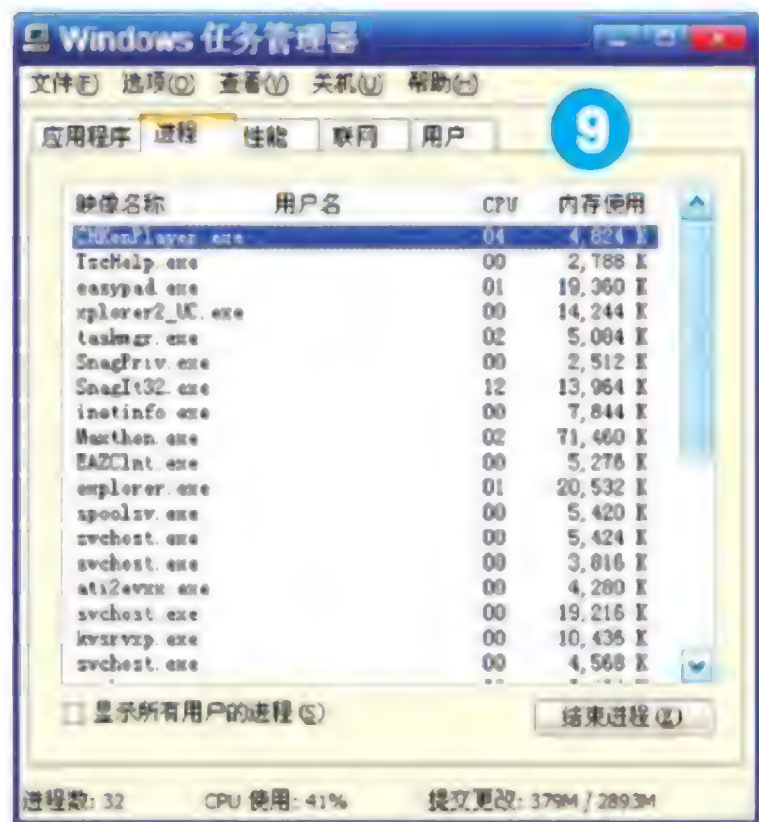 Windows 任务管理器
文件(F) 选项(O) 查看(V) 关机(U) 帮助(H)
应用程序 进程 性能 联网 用户
9
映像名称 用户名 CPU 内存使用
04 4,824 K
TscHelp.exe 00 2,788 K
easypad.exe 01 19,360 K
xplorer2_UC.exe 00 14,244 K
taskmgr.exe 02 5,084 K
SnagPriv.exe 00 2,512 K
SnagIt32.exe 12 13,964 K
inetinfo.exe 00 7,844 K
Maxthon.exe 02 71,460 K
EAZClnt.exe 00 5,276 K
explorer.exe 01 20,532 K
spoolsv.exe 00 5,420 K
svchost.exe 00 5,424 K
svchost.exe 00 3,816 K
ati2evxx.exe 00 4,280 K
svchost.exe 00 19,216 K
kvsrvxp.exe 00 10,436 K
svchost.exe 00 4,568 K
显示所有用户的进程(S) 结束进程(E)
进程数: 32 CPU 使用: 41% 提交更改: 379M / 2893M